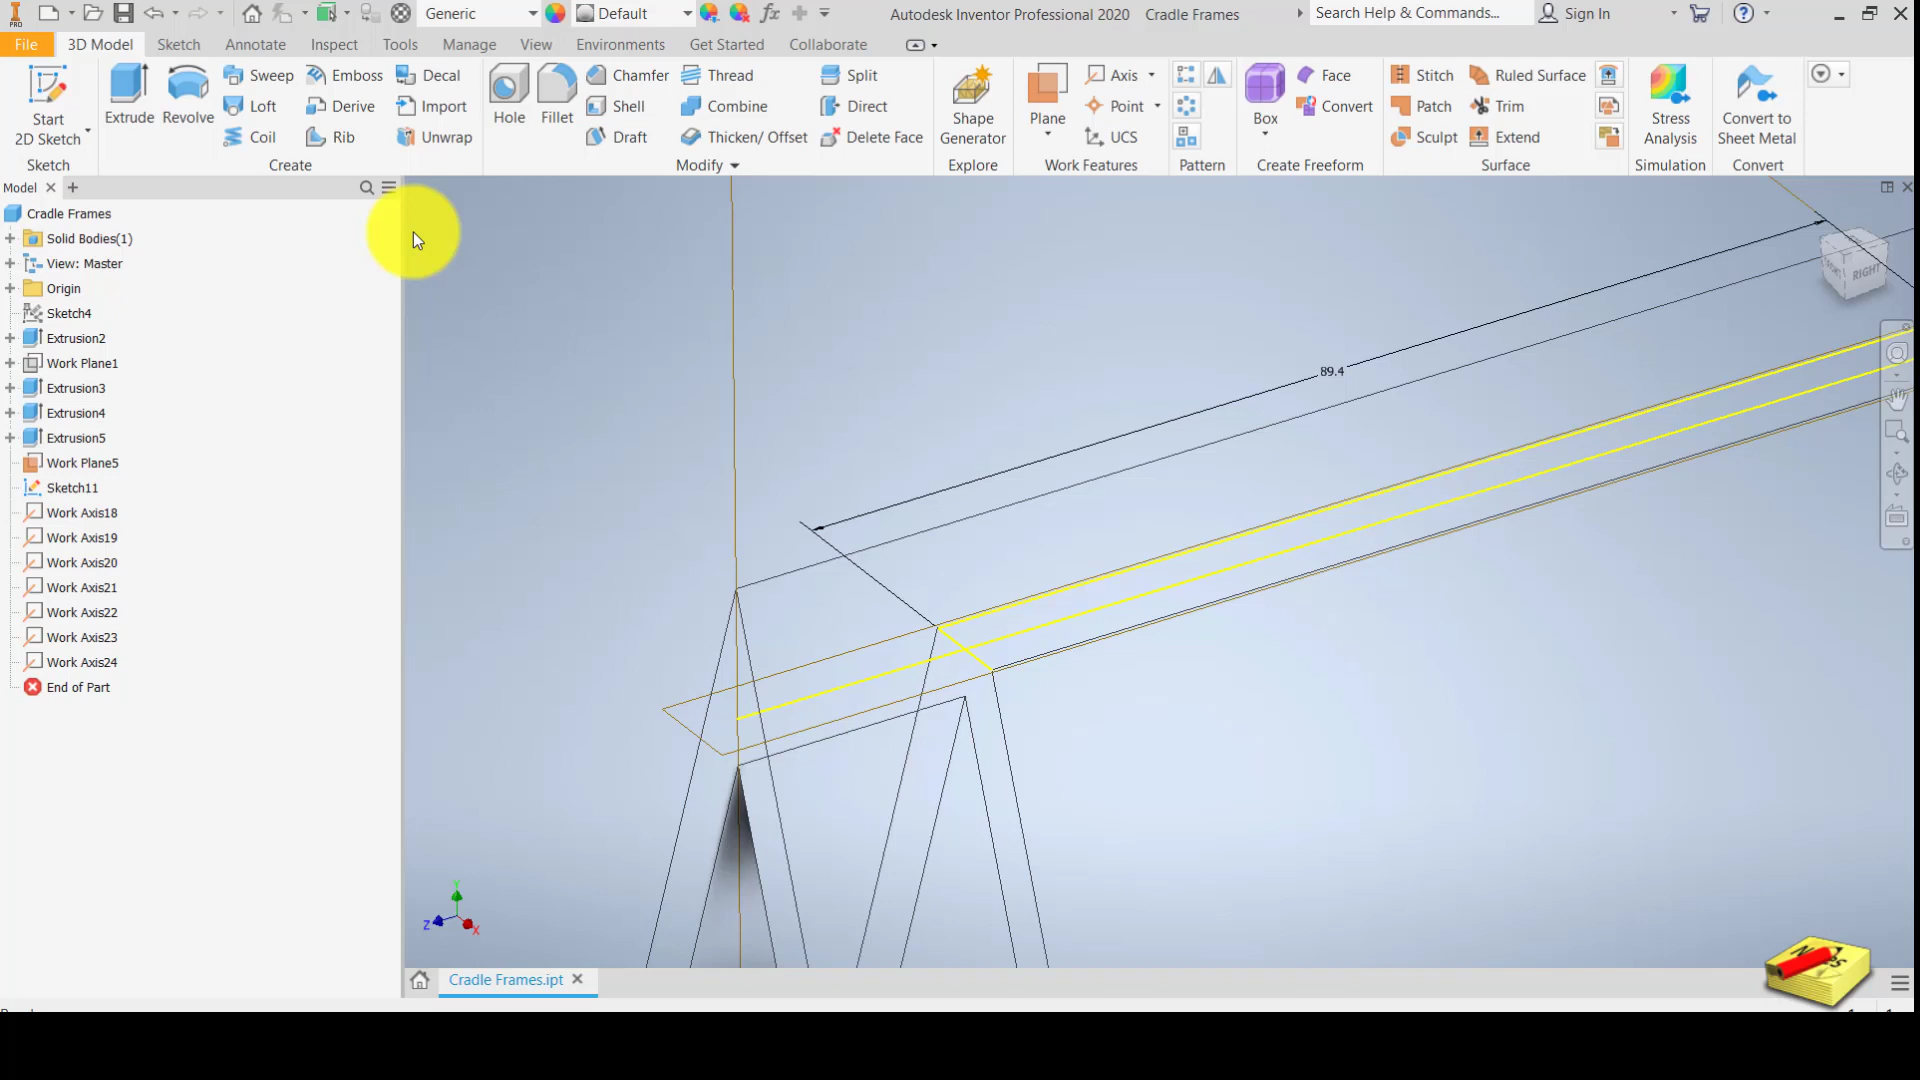 PRO
Generic
Default
Autodesk Inventor Professional 2020 Cradle Frames
Search Help & Commands...
Sign In
File 3D Model Sketch Annotate Inspect Tools Manage View Environments Get Started Collaborate
Start
2D Sketch
Sketch
Extrude Revolve
Sweep Emboss Decal
Loft Derive Import
Coil Rib Unwrap
Create
Hole Fillet
Chamfer Thread Split
Shell Combine Direct
Draft Thicken/ Offset Delete Face
Modify
Shape
Generator
Explore
Plane
Axis
Point
UCS
Work Features
Pattern
Box
Face
Convert
Create Freeform
Stitch Ruled Surface
Patch Trim
Sculpt Extend
Surface
Stress
Analysis
Simulation
Convert to
Sheet Metal
Convert
Model
Cradle Frames
Solid Bodies(1)
View: Master
Origin
Sketch4
Extrusion2
Work Plane1
Extrusion3
Extrusion4
Extrusion5
Work Plane5
Sketch11
Work Axis18
Work Axis19
Work Axis20
Work Axis21
Work Axis22
Work Axis23
Work Axis24
End of Part
89.4
RIGHT
Y
Z
X
Cradle Frames.ipt